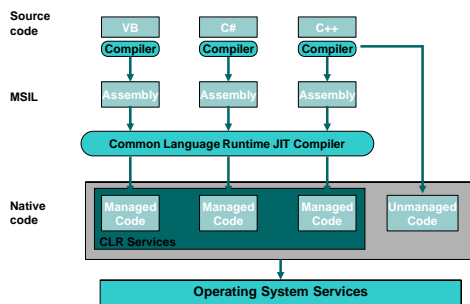 Source
code
VB
C#
C++
Compiler
Compiler
Compiler
MSIL
Assembly
Assembly
Assembly
Common Language Runtime JIT Compiler
Native
code
Managed
Code
Managed
Code
Managed
Code
Unmanaged
Code
CLR Services
Operating System Services